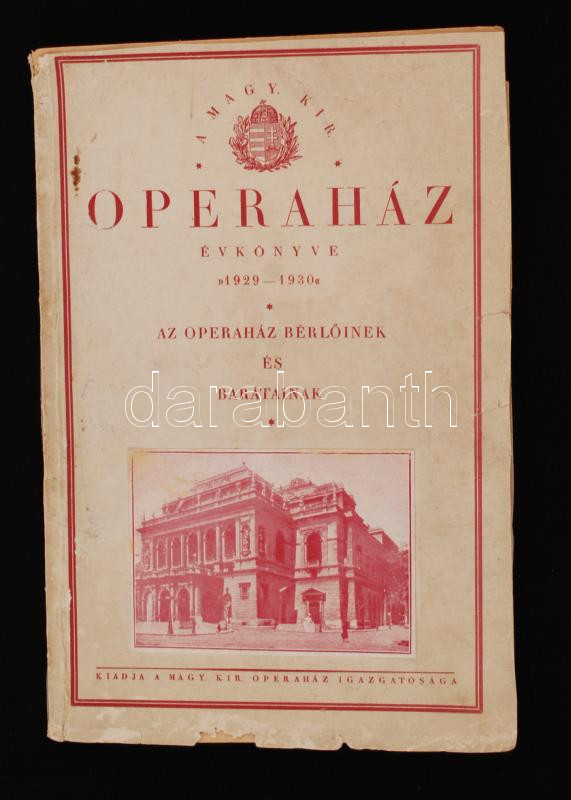 * A MAGY. KIR. *
OPERAHÁZ
ÉVKÖNYVE
»1929—1930«
*
AZ OPERAHÁZ BÉRLŐINEK
ÉS
BARÁTAINAK
*
darabanth
KIADJA A MAGY. KIR. OPERAHÁZ IGAZGATÓSÁGA